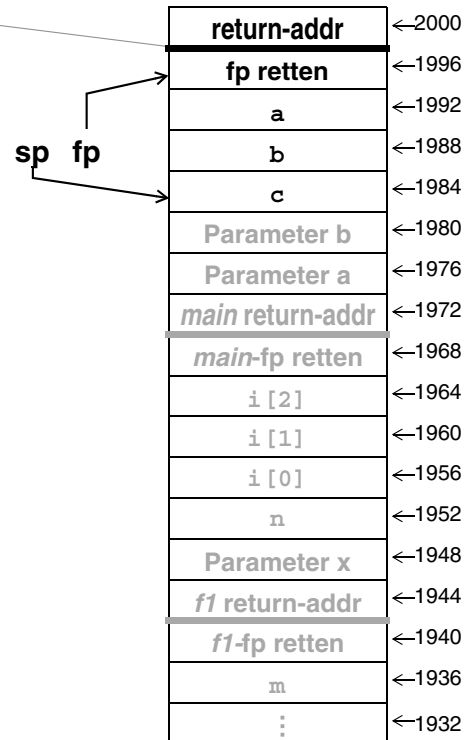 return-addr ←2000
fp retten ←1996
a ←1992
b ←1988
sp fp
c ←1984
Parameter b ←1980
Parameter a ←1976
main return-addr ←1972
main-fp retten ←1968
i[2] ←1964
i[1] ←1960
i[0] ←1956
n ←1952
Parameter x ←1948
f1 return-addr ←1944
f1-fp retten ←1940
m ←1936
⋮ ←1932